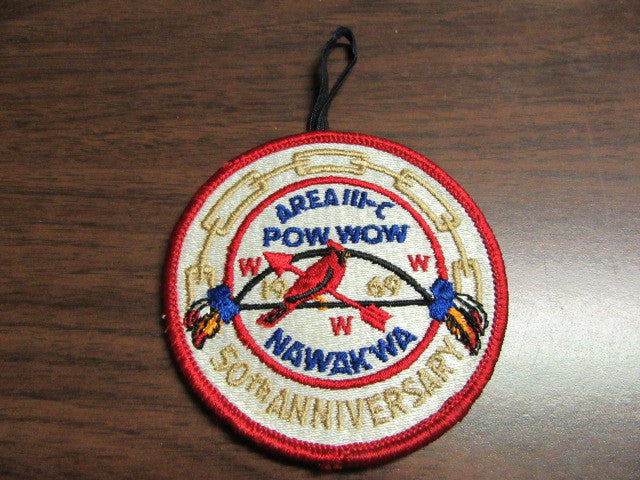 AREA III-C
POW WOW
W W
19 69
W
NAWAKWA
50th ANNIVERSARY